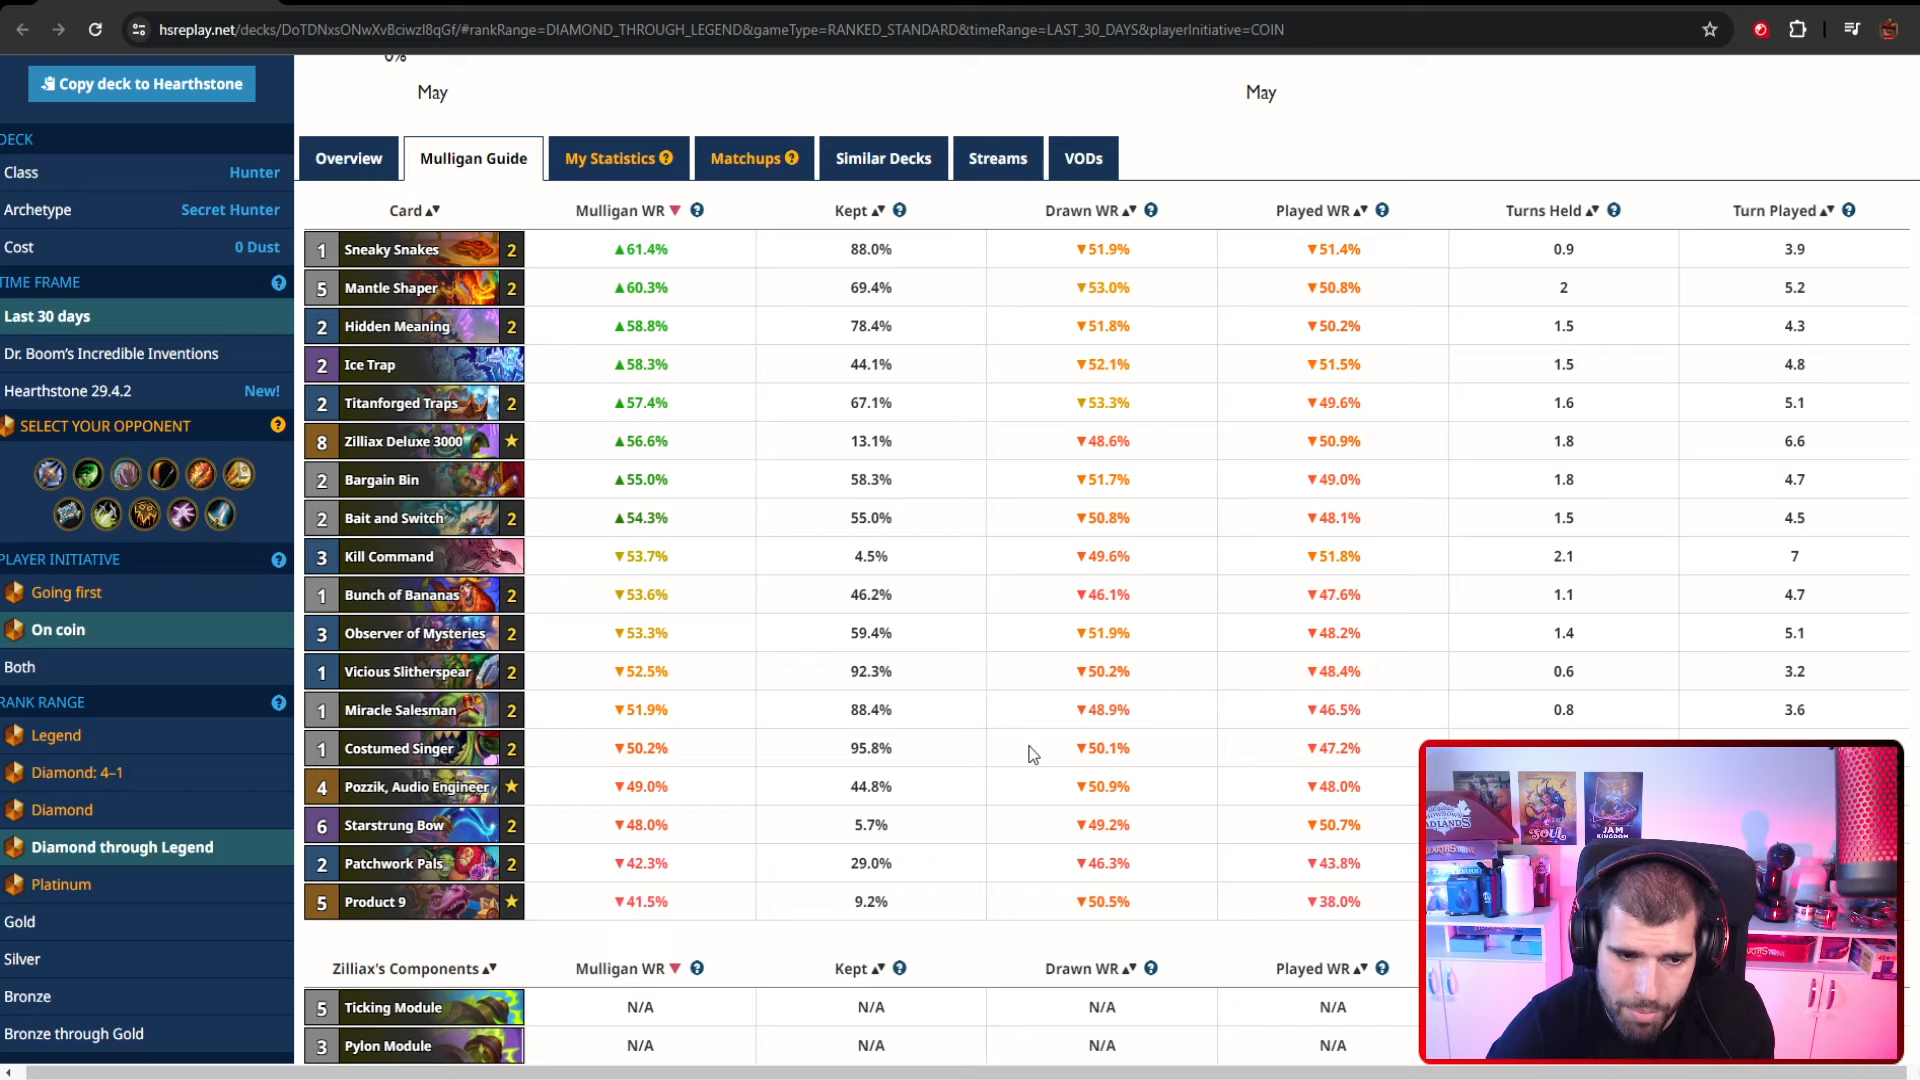 hsreplay.net/decks/DoTDNxsONwXvBciwzI8qGf/#rankRange=DIAMOND_THROUGH_LEGEND&gameType=RANKED_STANDARD&timeRange=LAST_30_DAYS&playerInitiative=COIN
Copy deck to Hearthstone
DECK
Class Hunter
Archetype Secret Hunter
Cost 0 Dust
TIME FRAME
Last 30 days
Dr. Boom's Incredible Inventions
Hearthstone 29.4.2 New!
SELECT YOUR OPPONENT
PLAYER INITIATIVE
Going first
On coin
Both
RANK RANGE
Legend
Diamond: 4–1
Diamond
Diamond through Legend
Platinum
Gold
Silver
Bronze
Bronze through Gold
0%
May May
Overview Mulligan Guide My Statistics Matchups Similar Decks Streams VODs
Card Mulligan WR Kept Drawn WR Played WR Turns Held Turn Played
1 Sneaky Snakes 2 ▲61.4% 88.0% ▼51.9% ▼51.4% 0.9 3.9
5 Mantle Shaper 2 ▲60.3% 69.4% ▼53.0% ▼50.8% 2 5.2
2 Hidden Meaning 2 ▲58.8% 78.4% ▼51.8% ▼50.2% 1.5 4.3
2 Ice Trap ▲58.3% 44.1% ▼52.1% ▼51.5% 1.5 4.8
2 Titanforged Traps 2 ▲57.4% 67.1% ▼53.3% ▼49.6% 1.6 5.1
8 Zilliax Deluxe 3000 ★ ▲56.6% 13.1% ▼48.6% ▼50.9% 1.8 6.6
2 Bargain Bin ▲55.0% 58.3% ▼51.7% ▼49.0% 1.8 4.7
2 Bait and Switch 2 ▲54.3% 55.0% ▼50.8% ▼48.1% 1.5 4.5
3 Kill Command ▼53.7% 4.5% ▼49.6% ▼51.8% 2.1 7
1 Bunch of Bananas 2 ▼53.6% 46.2% ▼46.1% ▼47.6% 1.1 4.7
3 Observer of Mysteries 2 ▼53.3% 59.4% ▼51.9% ▼48.2% 1.4 5.1
1 Vicious Slitherspear 2 ▼52.5% 92.3% ▼50.2% ▼48.4% 0.6 3.2
1 Miracle Salesman 2 ▼51.9% 88.4% ▼48.9% ▼46.5% 0.8 3.6
1 Costumed Singer 2 ▼50.2% 95.8% ▼50.1% ▼47.2%
4 Pozzik, Audio Engineer ★ ▼49.0% 44.8% ▼50.9% ▼48.0%
6 Starstrung Bow 2 ▼48.0% 5.7% ▼49.2% ▼50.7%
2 Patchwork Pals 2 ▼42.3% 29.0% ▼46.3% ▼43.8%
5 Product 9 ★ ▼41.5% 9.2% ▼50.5% ▼38.0%
Zilliax's Components Mulligan WR Kept Drawn WR Played WR
5 Ticking Module N/A N/A N/A N/A
3 Pylon Module N/A N/A N/A N/A
SOUL
JAM
KINGDOM